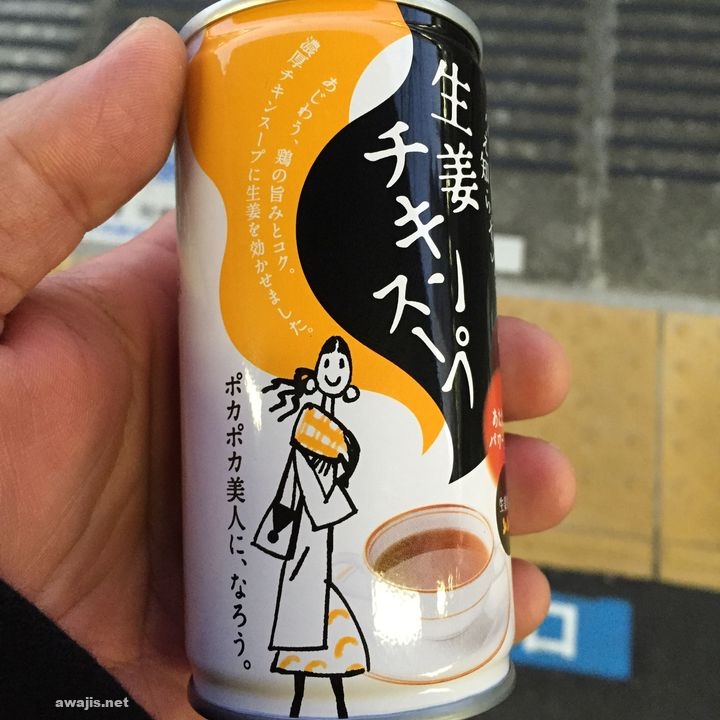 生姜
チキンスープ
あじわう、鶏の旨みとコク。
濃厚チキンスープに生姜を効かせました。
ポカポカ美人に、なろう。
awajis.net